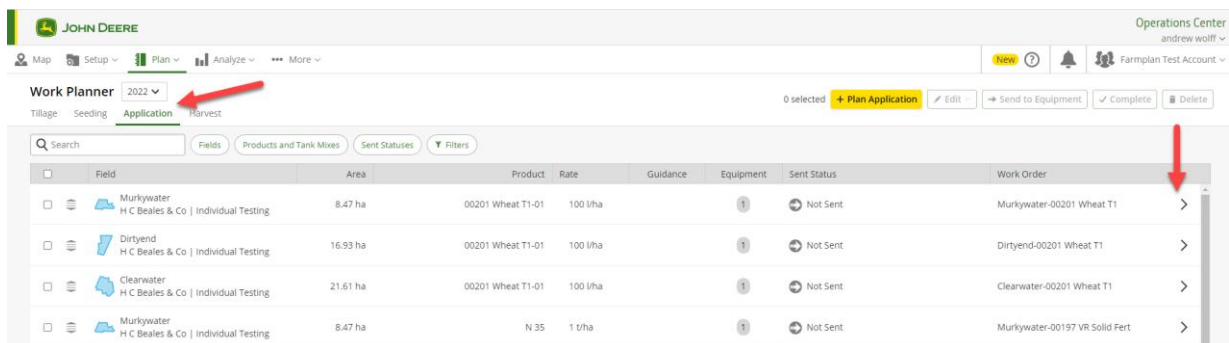 JOHN DEERE
Operations Center
andrew wolff
Map Setup Plan Analyze More
New ? Farmplan Test Account
Work Planner 2022
0 selected + Plan Application Edit Send to Equipment Complete Delete
Tillage Seeding Application Harvest
Search Fields Products and Tank Mixes Sent Statuses Filters
Field Area Product Rate Guidance Equipment Sent Status Work Order
Murkywater
H C Beales & Co | Individual Testing
8.47 ha 00201 Wheat T1-01 100 l/ha 1 Not Sent Murkywater-00201 Wheat T1
Dirtyend
H C Beales & Co | Individual Testing
16.93 ha 00201 Wheat T1-01 100 l/ha 1 Not Sent Dirtyend-00201 Wheat T1
Clearwater
H C Beales & Co | Individual Testing
21.61 ha 00201 Wheat T1-01 100 l/ha 1 Not Sent Clearwater-00201 Wheat T1
Murkywater
H C Beales & Co | Individual Testing
8.47 ha N 35 1 t/ha 1 Not Sent Murkywater-00197 VR Solid Fert